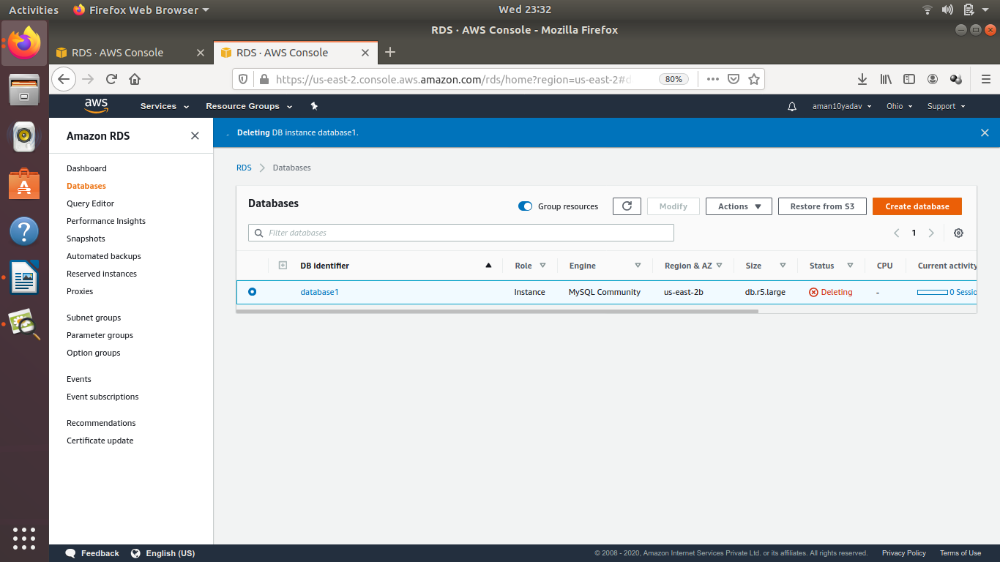 Activities Firefox Web Browser Wed 23:32
RDS · AWS Console - Mozilla Firefox
RDS · AWS Console RDS · AWS Console
https://us-east-2.console.aws.amazon.com/rds/home?region=us-east-2# 80%
aws Services Resource Groups aman10yadav Ohio Support
Amazon RDS
Dashboard
Databases
Query Editor
Performance Insights
Snapshots
Automated backups
Reserved instances
Proxies
Subnet groups
Parameter groups
Option groups
Events
Event subscriptions
Recommendations
Certificate update
Deleting DB instance database1.
RDS Databases
Databases Group resources Modify Actions Restore from S3 Create database
Filter databases 1
DB identifier Role Engine Region & AZ Size Status CPU Current activity
database1 Instance MySQL Community us-east-2b db.r5.large Deleting - 0 Sessio
Feedback English (US) © 2008 - 2020, Amazon Internet Services Private Ltd. or its affiliates. All rights reserved. Privacy Policy Terms of Use